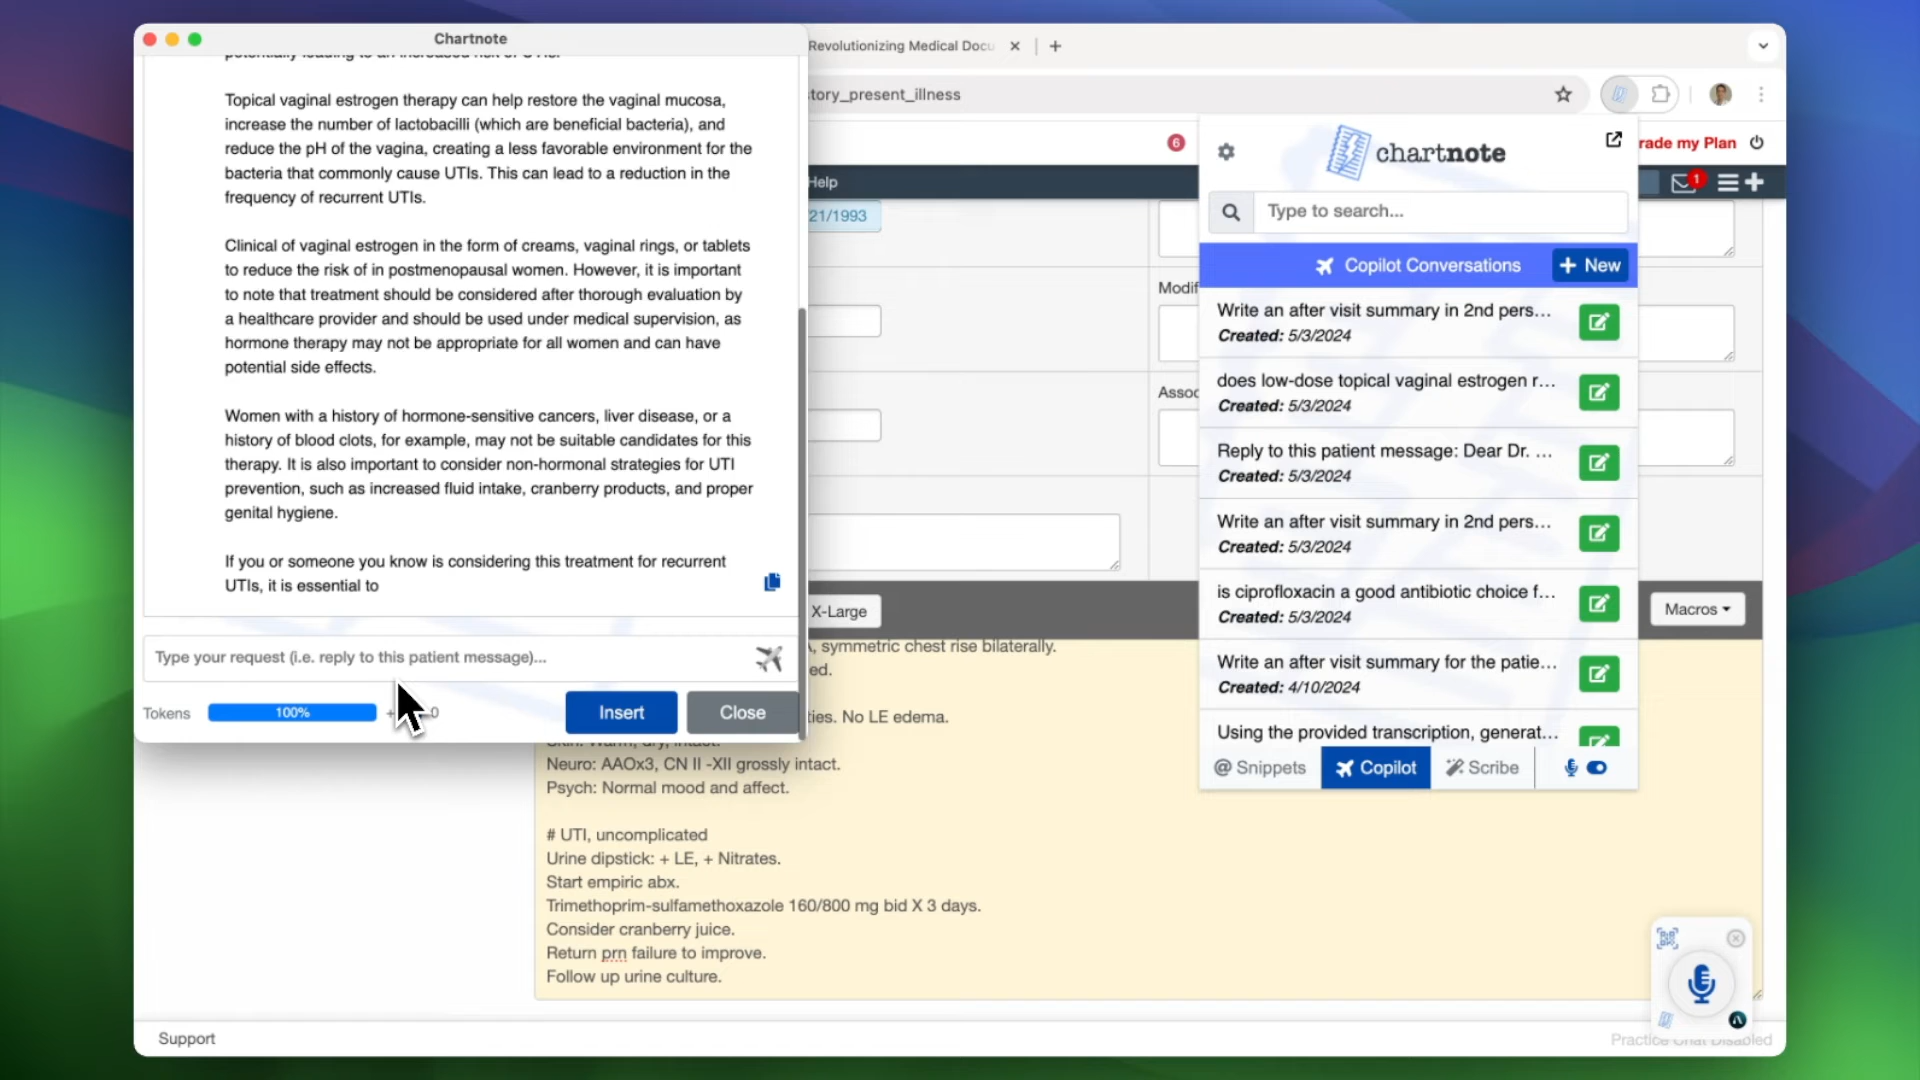 Chartnote
Topical vaginal estrogen therapy can help restore the vaginal mucosa,
increase the number of lactobacilli (which are beneficial bacteria), and
reduce the pH of the vagina, creating a less favorable environment for the
bacteria that commonly cause UTIs. This can lead to a reduction in the
frequency of recurrent UTIs.
Clinical of vaginal estrogen in the form of creams, vaginal rings, or tablets
to reduce the risk of in postmenopausal women. However, it is important
to note that treatment should be considered after thorough evaluation by
a healthcare provider and should be used under medical supervision, as
hormone therapy may not be appropriate for all women and can have
potential side effects.
Women with a history of hormone-sensitive cancers, liver disease, or a
history of blood clots, for example, may not be suitable candidates for this
therapy. It is also important to consider non-hormonal strategies for UTI
prevention, such as increased fluid intake, cranberry products, and proper
genital hygiene.
If you or someone you know is considering this treatment for recurrent
UTIs, it is essential to
Type your request (i.e. reply to this patient message)...
Tokens 100%
Insert Close
Revolutionizing Medical Docu
tory_present_illness
6
rade my Plan
Help
1
21/1993
Modif
Assoc
X-Large
Macros
, symmetric chest rise bilaterally.
ed.
ties. No LE edema.
Skin: Warm, dry, intact.
Neuro: AAOx3, CN II -XII grossly intact.
Psych: Normal mood and affect.
# UTI, uncomplicated
Urine dipstick: + LE, + Nitrates.
Start empiric abx.
Trimethoprim-sulfamethoxazole 160/800 mg bid X 3 days.
Consider cranberry juice.
Return prn failure to improve.
Follow up urine culture.
chartnote
Type to search...
Copilot Conversations
+ New
Write an after visit summary in 2nd pers...
Created: 5/3/2024
does low-dose topical vaginal estrogen r...
Created: 5/3/2024
Reply to this patient message: Dear Dr. ...
Created: 5/3/2024
Write an after visit summary in 2nd pers...
Created: 5/3/2024
is ciprofloxacin a good antibiotic choice f...
Created: 5/3/2024
Write an after visit summary for the patie...
Created: 4/10/2024
Using the provided transcription, generat...
@ Snippets Copilot Scribe
Support
Practice Chat Disabled